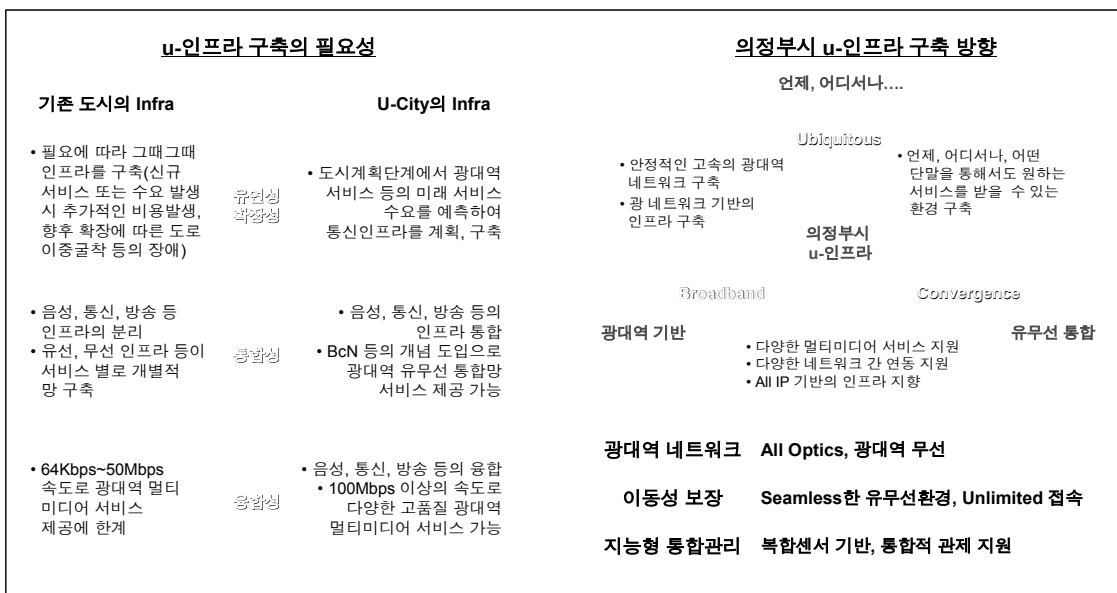 u-인프라 구축의 필요성
기존 도시의 Infra
U-City의 Infra
• 필요에 따라 그때그때
인프라를 구축(신규
서비스 또는 수요 발생
시 추가적인 비용발생,
향후 확장에 따른 도로
이중굴착 등의 장애)
유연성
확장성
• 도시계획단계에서 광대역
서비스 등의 미래 서비스
수요를 예측하여
통신인프라를 계획, 구축
• 음성, 통신, 방송 등
인프라의 분리
• 유선, 무선 인프라 등이
서비스 별로 개별적
망 구축
통합성
• 음성, 통신, 방송 등의
인프라 통합
• BcN 등의 개념 도입으로
광대역 유무선 통합망
서비스 제공 가능
• 64Kbps~50Mbps
속도로 광대역 멀티
미디어 서비스
제공에 한계
융합성
• 음성, 통신, 방송 등의 융합
• 100Mbps 이상의 속도로
다양한 고품질 광대역
멀티미디어 서비스 가능
의정부시 u-인프라 구축 방향
언제, 어디서나....
Ubiquitous
• 안정적인 고속의 광대역
네트워크 구축
• 광 네트워크 기반의
인프라 구축
• 언제, 어디서나, 어떤
단말을 통해서도 원하는
서비스를 받을 수 있는
환경 구축
의정부시
u-인프라
Broadband
Convergence
광대역 기반
유무선 통합
• 다양한 멀티미디어 서비스 지원
• 다양한 네트워크 간 연동 지원
• All IP 기반의 인프라 지향
광대역 네트워크 All Optics, 광대역 무선
이동성 보장 Seamless한 유무선환경, Unlimited 접속
지능형 통합관리 복합센서 기반, 통합적 관제 지원